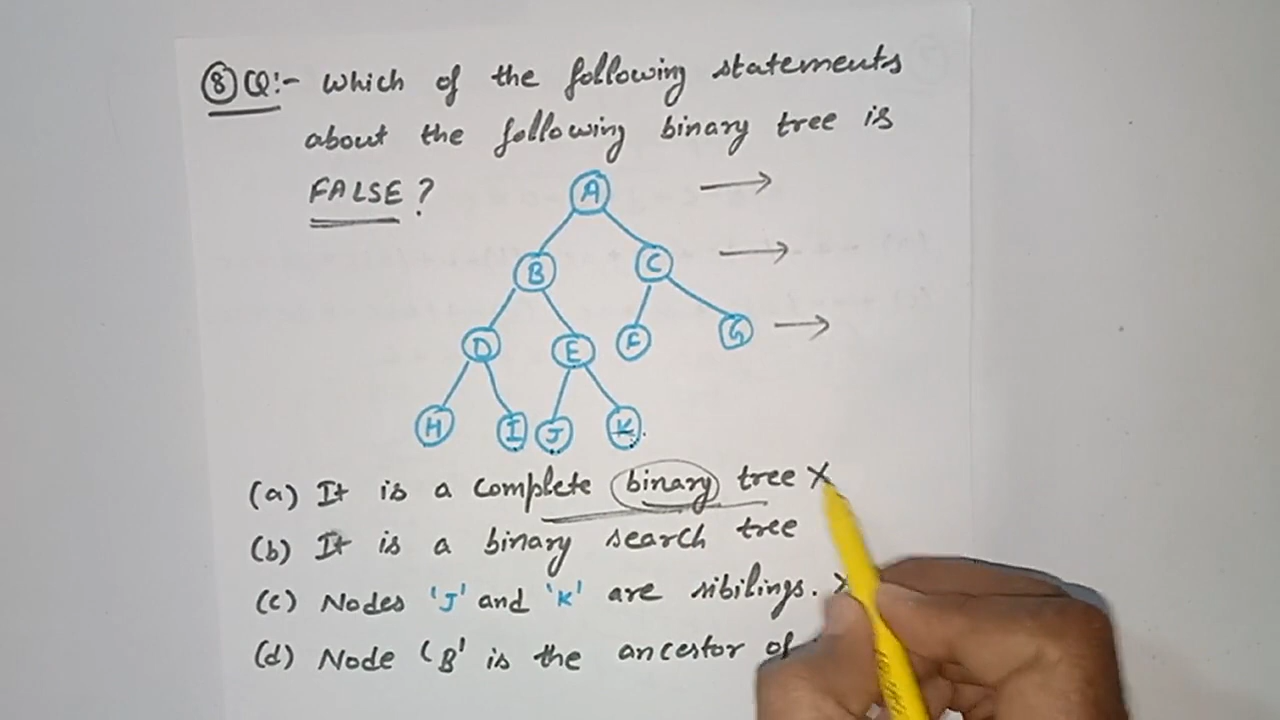 ⑧ Q:- Which of the following statements
about the following binary tree is
FALSE ?
A
B C
D E F G
H I J K
(a) It is a complete binary tree X
(b) It is a binary search tree
(c) Nodes 'J' and 'K' are sibilings. X
(d) Node 'B' is the ancestor of